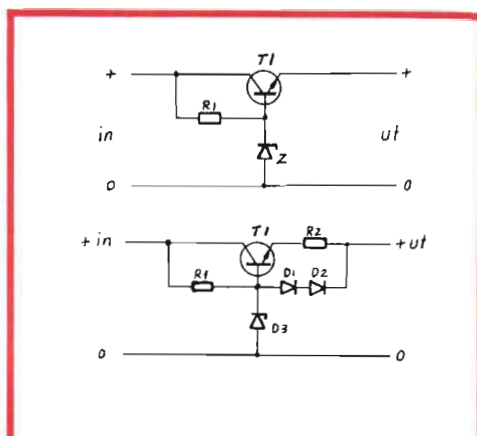 T1
+ +
R1
in ut
Z
0 0
T1 R2
+ in + ut
R1 D1 D2
D3
0 0